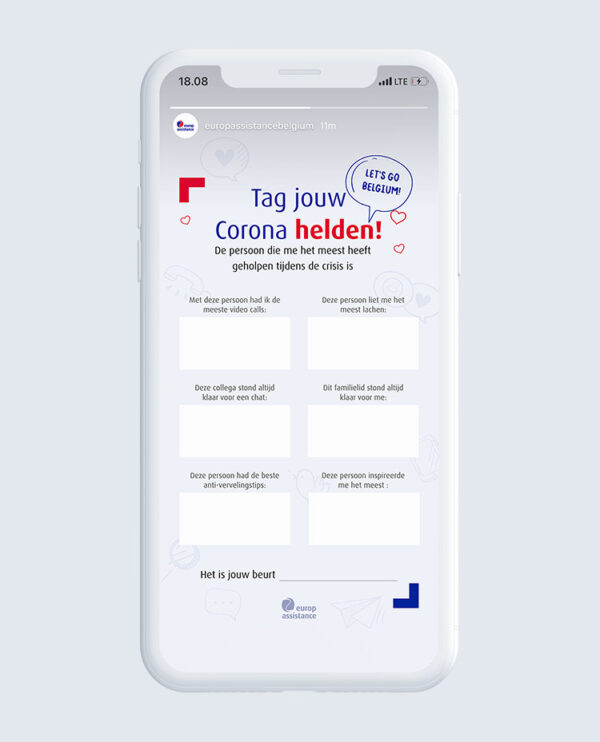 18.08 LTE
europ
assistance
europassistancebelgium 11m
LET'S GO
BELGIUM!
Tag jouw
Corona helden!
De persoon die me het meest heeft
geholpen tijdens de crisis is
Met deze persoon had ik de
meeste video calls:
Deze persoon liet me het
meest lachen:
Deze collega stond altijd
klaar voor een chat:
Dit familielid stond altijd
klaar voor me:
Deze persoon had de beste
anti-vervelingstips:
Deze persoon inspireerde
me het meest :
Het is jouw beurt
europ
assistance